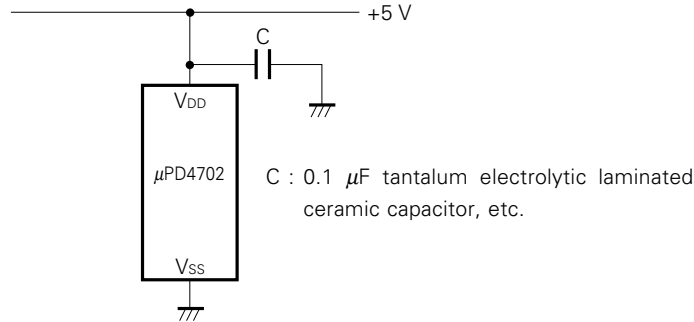 +5 V
C
VDD
μPD4702
C : 0.1 μF tantalum electrolytic laminated
ceramic capacitor, etc.
VSS